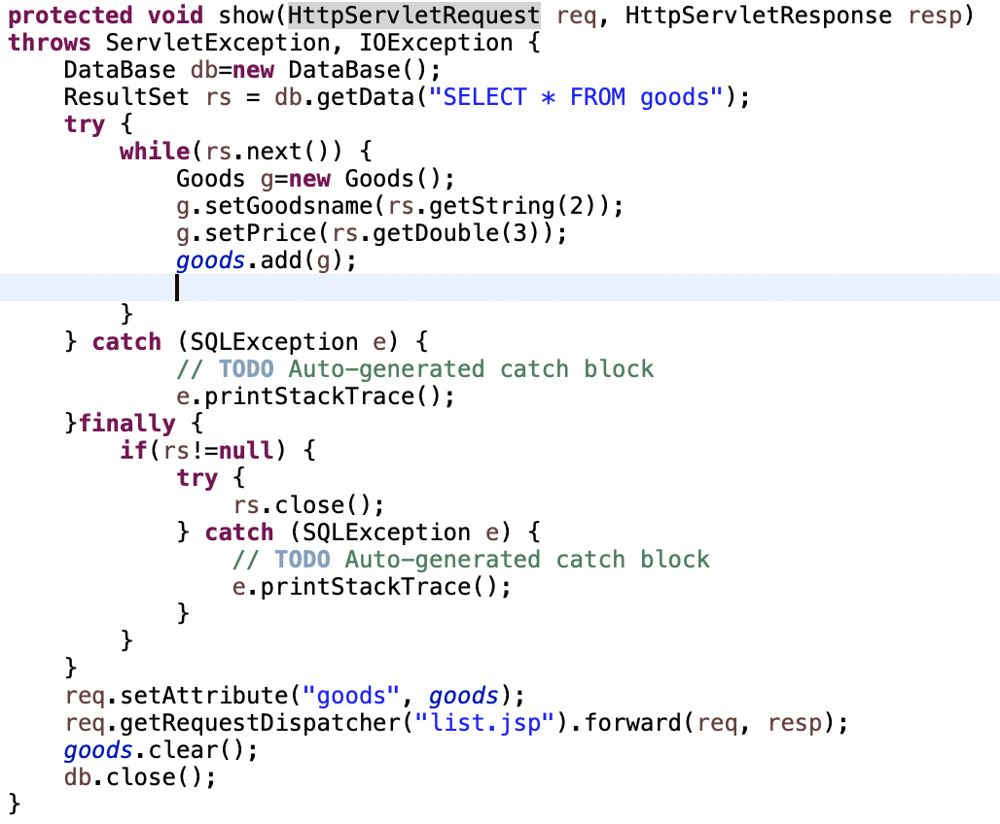 protected void show(HttpServletRequest req, HttpServletResponse resp)
throws ServletException, IOException {
    DataBase db=new DataBase();
    ResultSet rs = db.getData("SELECT * FROM goods");
    try {
        while(rs.next()) {
            Goods g=new Goods();
            g.setGoodsname(rs.getString(2));
            g.setPrice(rs.getDouble(3));
            goods.add(g);
        }
    } catch (SQLException e) {
            // TODO Auto-generated catch block
            e.printStackTrace();
    }finally {
        if(rs!=null) {
            try {
                rs.close();
            } catch (SQLException e) {
                // TODO Auto-generated catch block
                e.printStackTrace();
            }
        }
    }
    req.setAttribute("goods", goods);
    req.getRequestDispatcher("list.jsp").forward(req, resp);
    goods.clear();
    db.close();
}